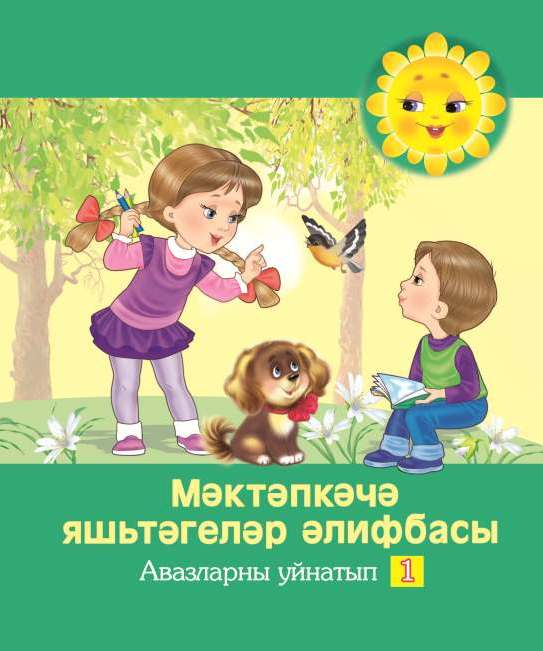 Мәктәпкәчә
яшьтәгеләр әлифбасы
Авазларны уйнатып 1